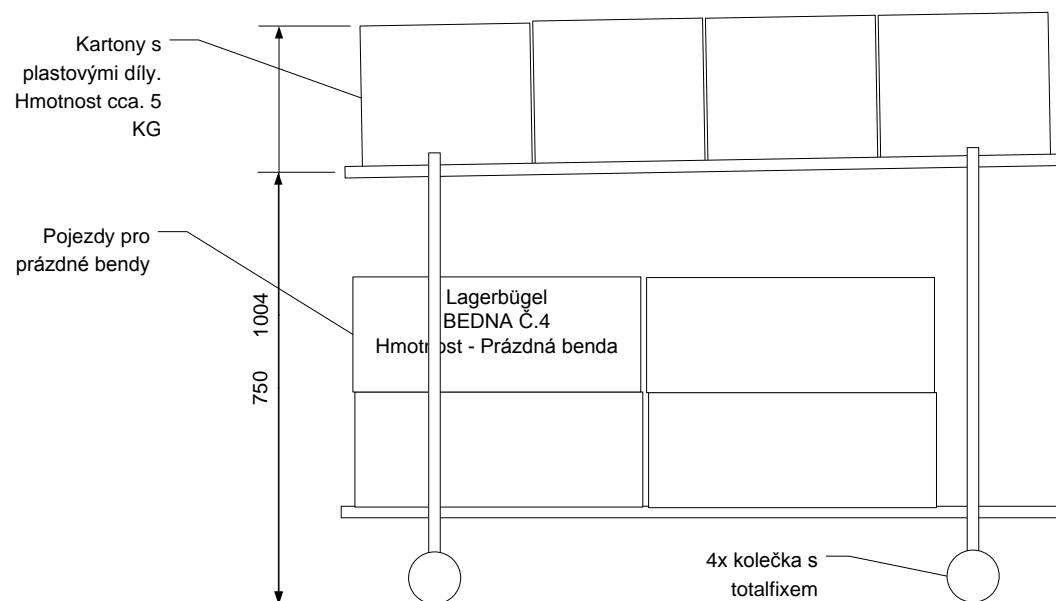 Kartony s
plastovými díly.
Hmotnost cca. 5
KG
Pojezdy pro
prázdné bendy
1004
750
Lagerbügel
BEDNA Č.4
Hmotnost - Prázdná benda
4x kolečka s
totalfixem